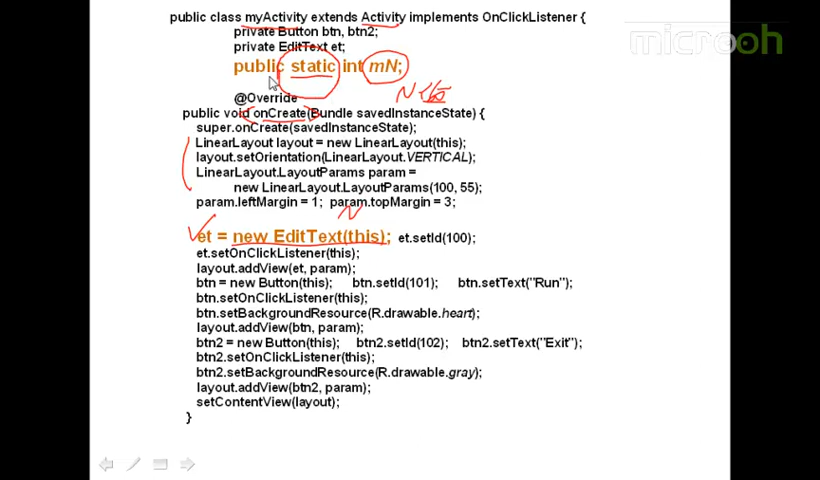 public class myActivity extends Activity implements OnClickListener {
microoh
private Button btn, btn2;
private EditText et;
public static int mN;
N值
@Override
public void onCreate(Bundle savedInstanceState) {
super.onCreate(savedInstanceState);
LinearLayout layout = new LinearLayout(this);
layout.setOrientation(LinearLayout.VERTICAL);
LinearLayout.LayoutParams param =
new LinearLayout.LayoutParams(100, 55);
param.leftMargin = 1; param.topMargin = 3;
N
et = new EditText(this); et.setId(100);
et.setOnClickListener(this);
layout.addView(et, param);
btn = new Button(this); btn.setId(101); btn.setText("Run");
btn.setOnClickListener(this);
btn.setBackgroundResource(R.drawable.heart);
layout.addView(btn, param);
btn2 = new Button(this); btn2.setId(102); btn2.setText("Exit");
btn2.setOnClickListener(this);
btn2.setBackgroundResource(R.drawable.gray);
layout.addView(btn2, param);
setContentView(layout);
}